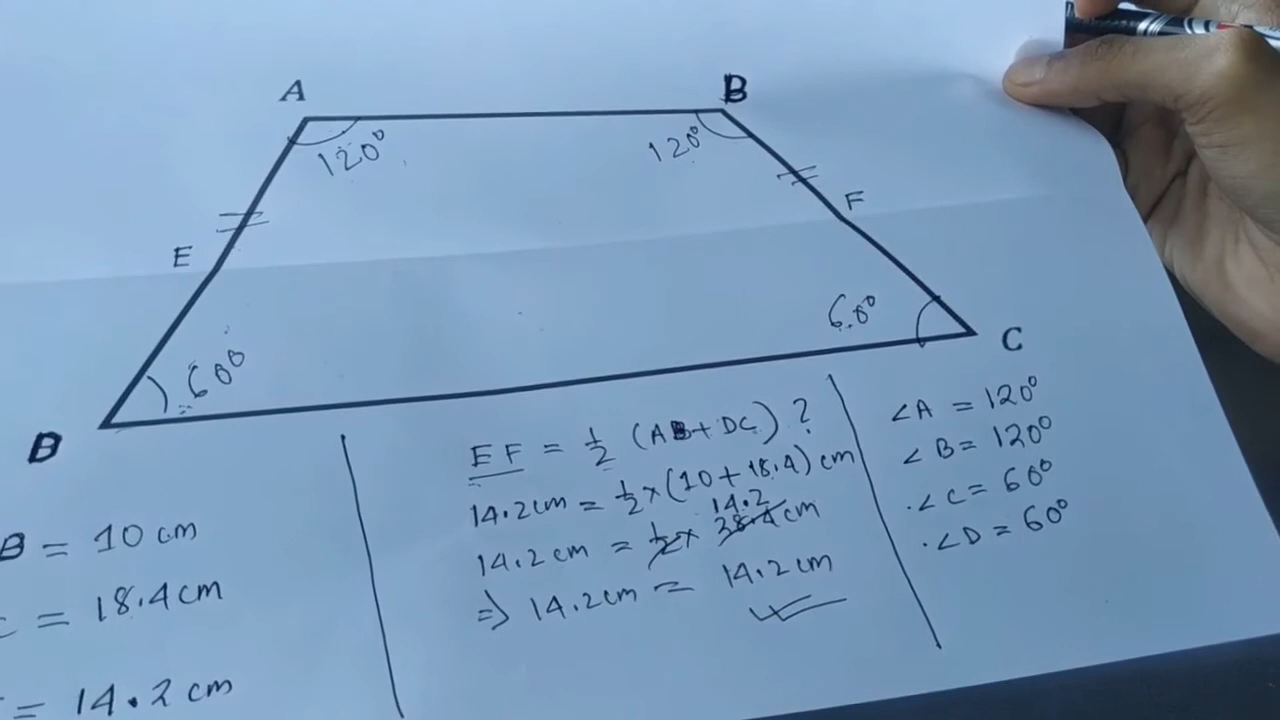 A
B
120°
120°
E
F
60°
60°
C
D
B = 10 cm
= 18.4 cm
= 14.2 cm
EF = 1/2 (AB + DC) ?
14.2 cm = 1/2 × (10 + 18.4) cm
14.2
14.2 cm = 1/2 × 28.4 cm
⇒ 14.2 cm = 14.2 cm
∠A = 120°
∠B = 120°
∠C = 60°
∠D = 60°